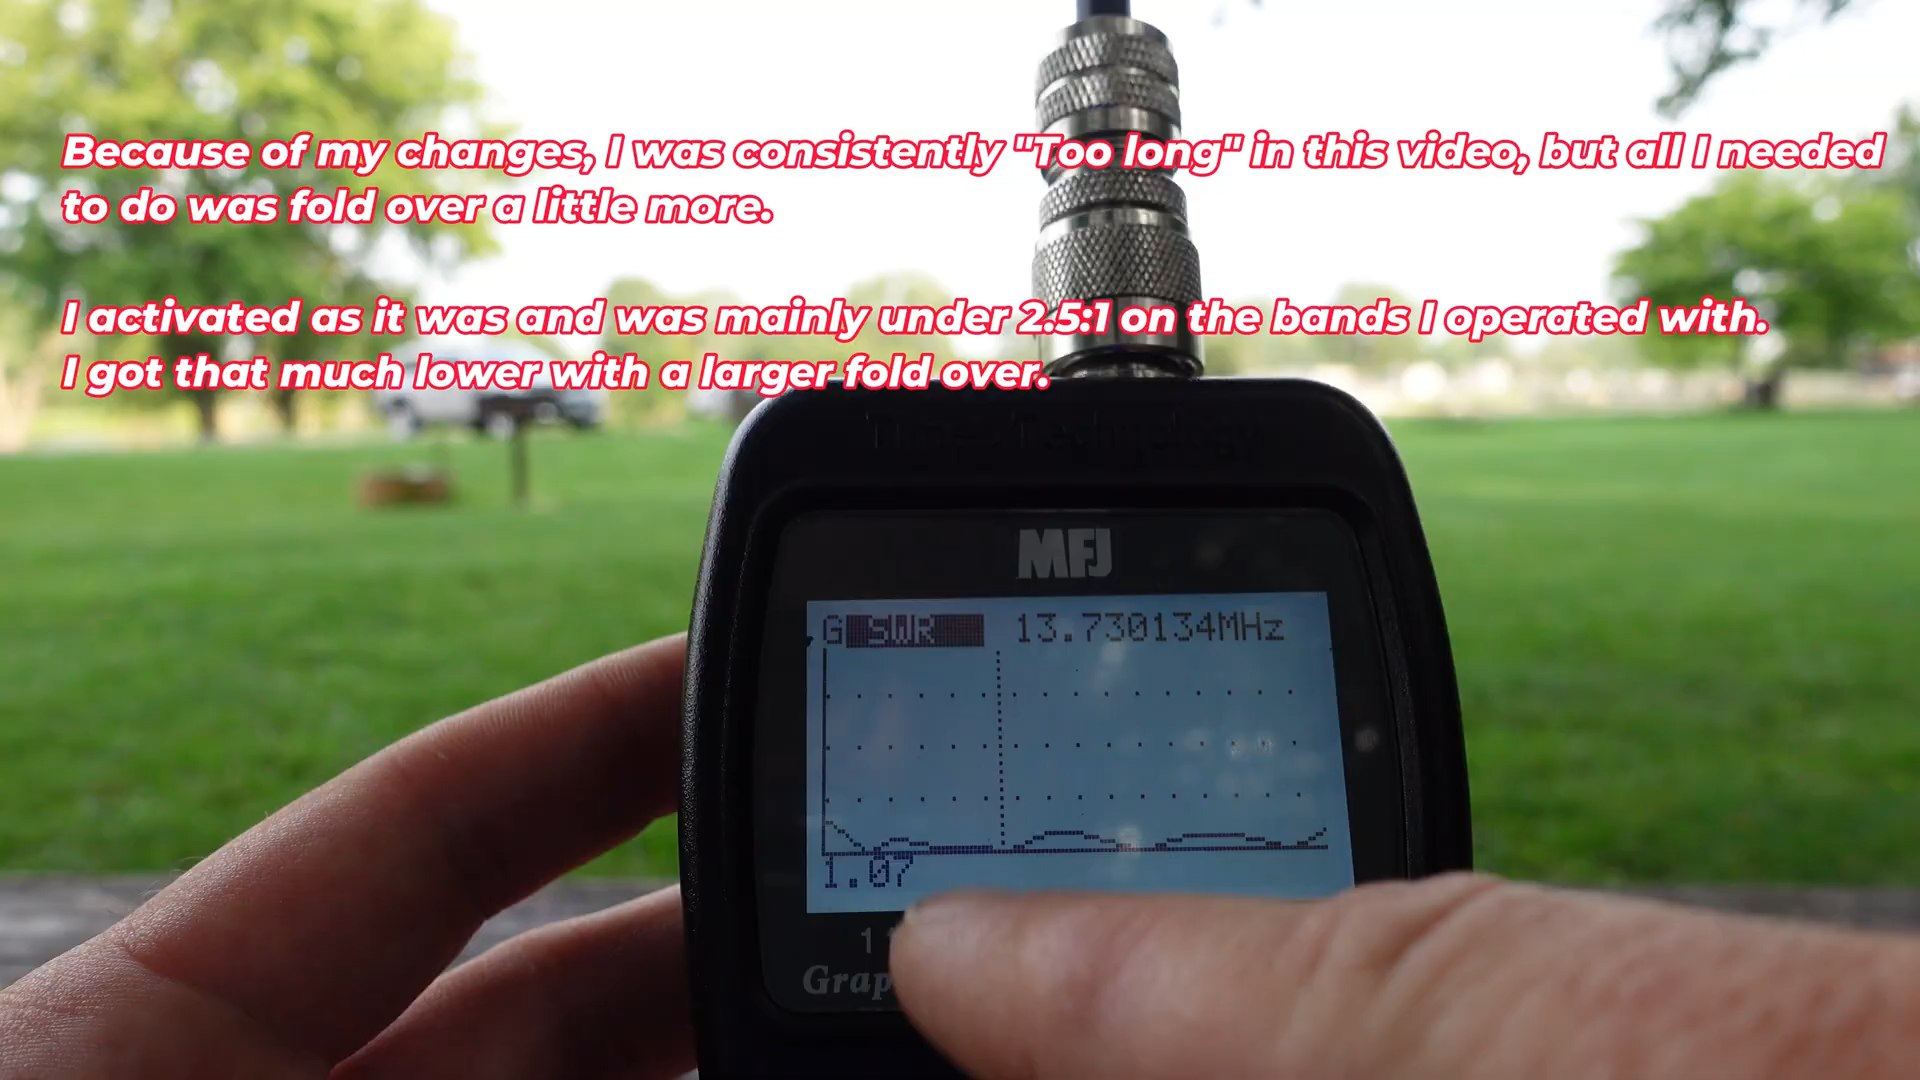 Because of my changes, I was consistently "Too long" in this video, but all I needed
to do was fold over a little more.
I activated as it was and was mainly under 2.5:1 on the bands I operated with.
I got that much lower with a larger fold over.
Technology
MFJ
G SWR 13.730134MHz
1.07